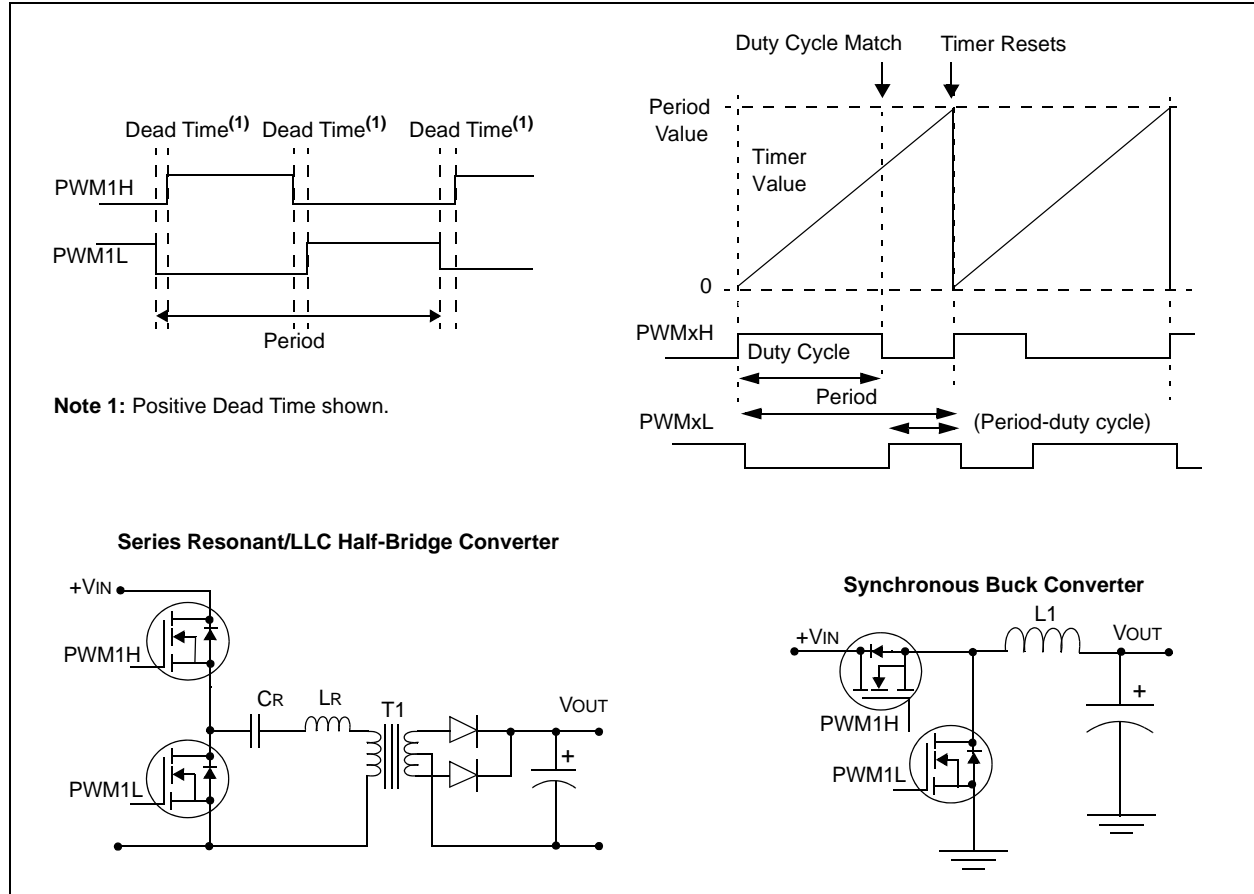 Dead Time(1) Dead Time(1) Dead Time(1)
PWM1H
PWM1L
Period
Note 1: Positive Dead Time shown.
Duty Cycle Match Timer Resets
Period
Value
Timer
Value
0
PWMxH
Duty Cycle
Period
PWMxL
(Period-duty cycle)
Series Resonant/LLC Half-Bridge Converter
+VIN
PWM1H
CR
LR
T1
VOUT
+
PWM1L
Synchronous Buck Converter
L1
+VIN
VOUT
+
PWM1H
PWM1L